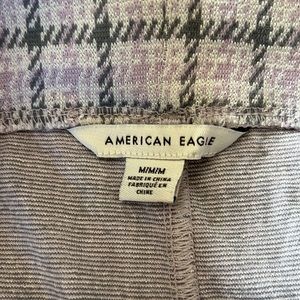 AMERICAN EAGLE
M/M/M
MADE IN CHINA
FABRIQUÉ EN
CHINE